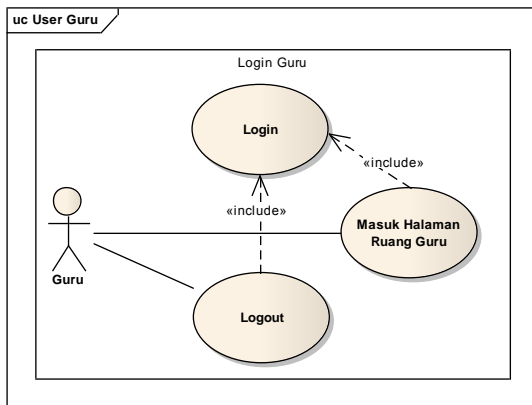 uc User Guru
Login Guru
Login
«include»
«include»
Masuk Halaman
Ruang Guru
Guru
Logout